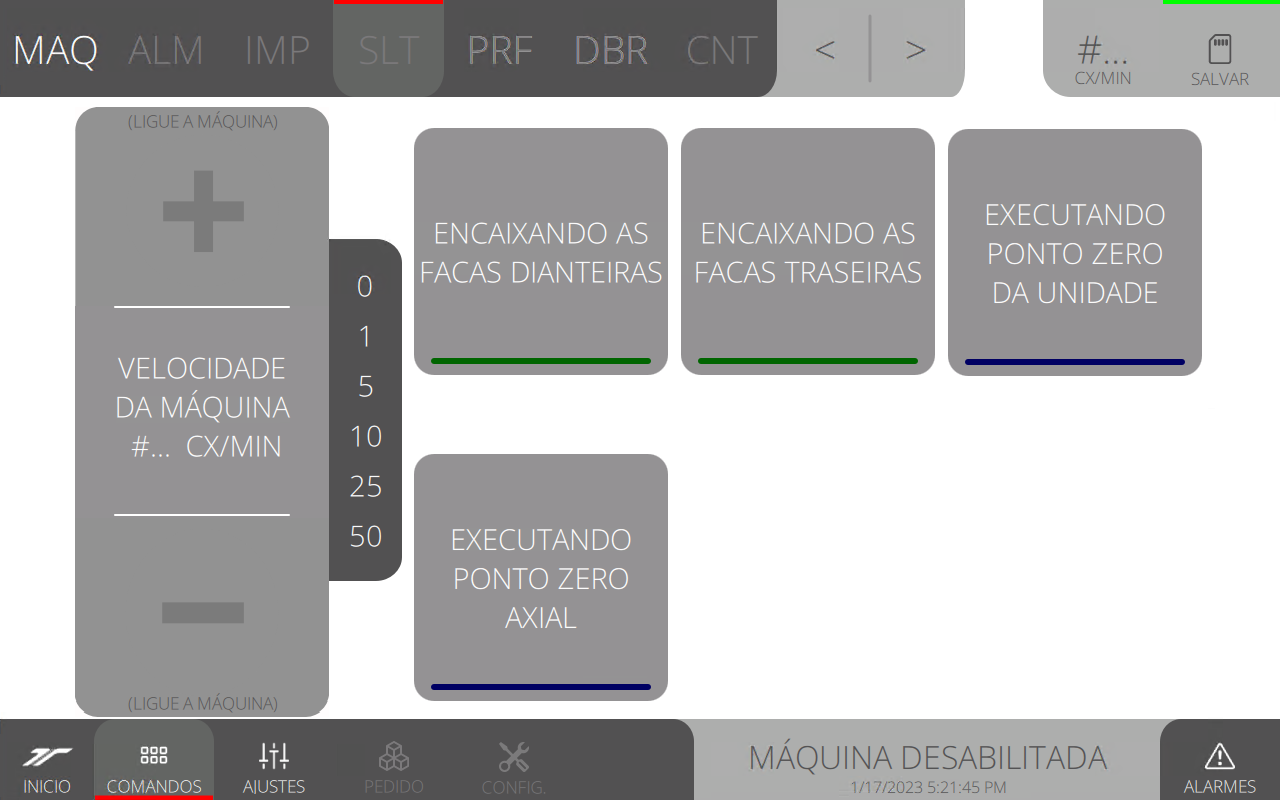 MAQ ALM IMP SLT PRF DBR CNT < > #... CX/MIN SALVAR
(LIGUE A MÁQUINA)
+
VELOCIDADE
DA MÁQUINA
#... CX/MIN
(LIGUE A MÁQUINA)
0
1
5
10
25
50
ENCAIXANDO AS
FACAS DIANTEIRAS
ENCAIXANDO AS
FACAS TRASEIRAS
EXECUTANDO
PONTO ZERO
DA UNIDADE
EXECUTANDO
PONTO ZERO
AXIAL
INICIO COMANDOS AJUSTES PEDIDO CONFIG.
MÁQUINA DESABILITADA
1/17/2023 5:21:45 PM
ALARMES